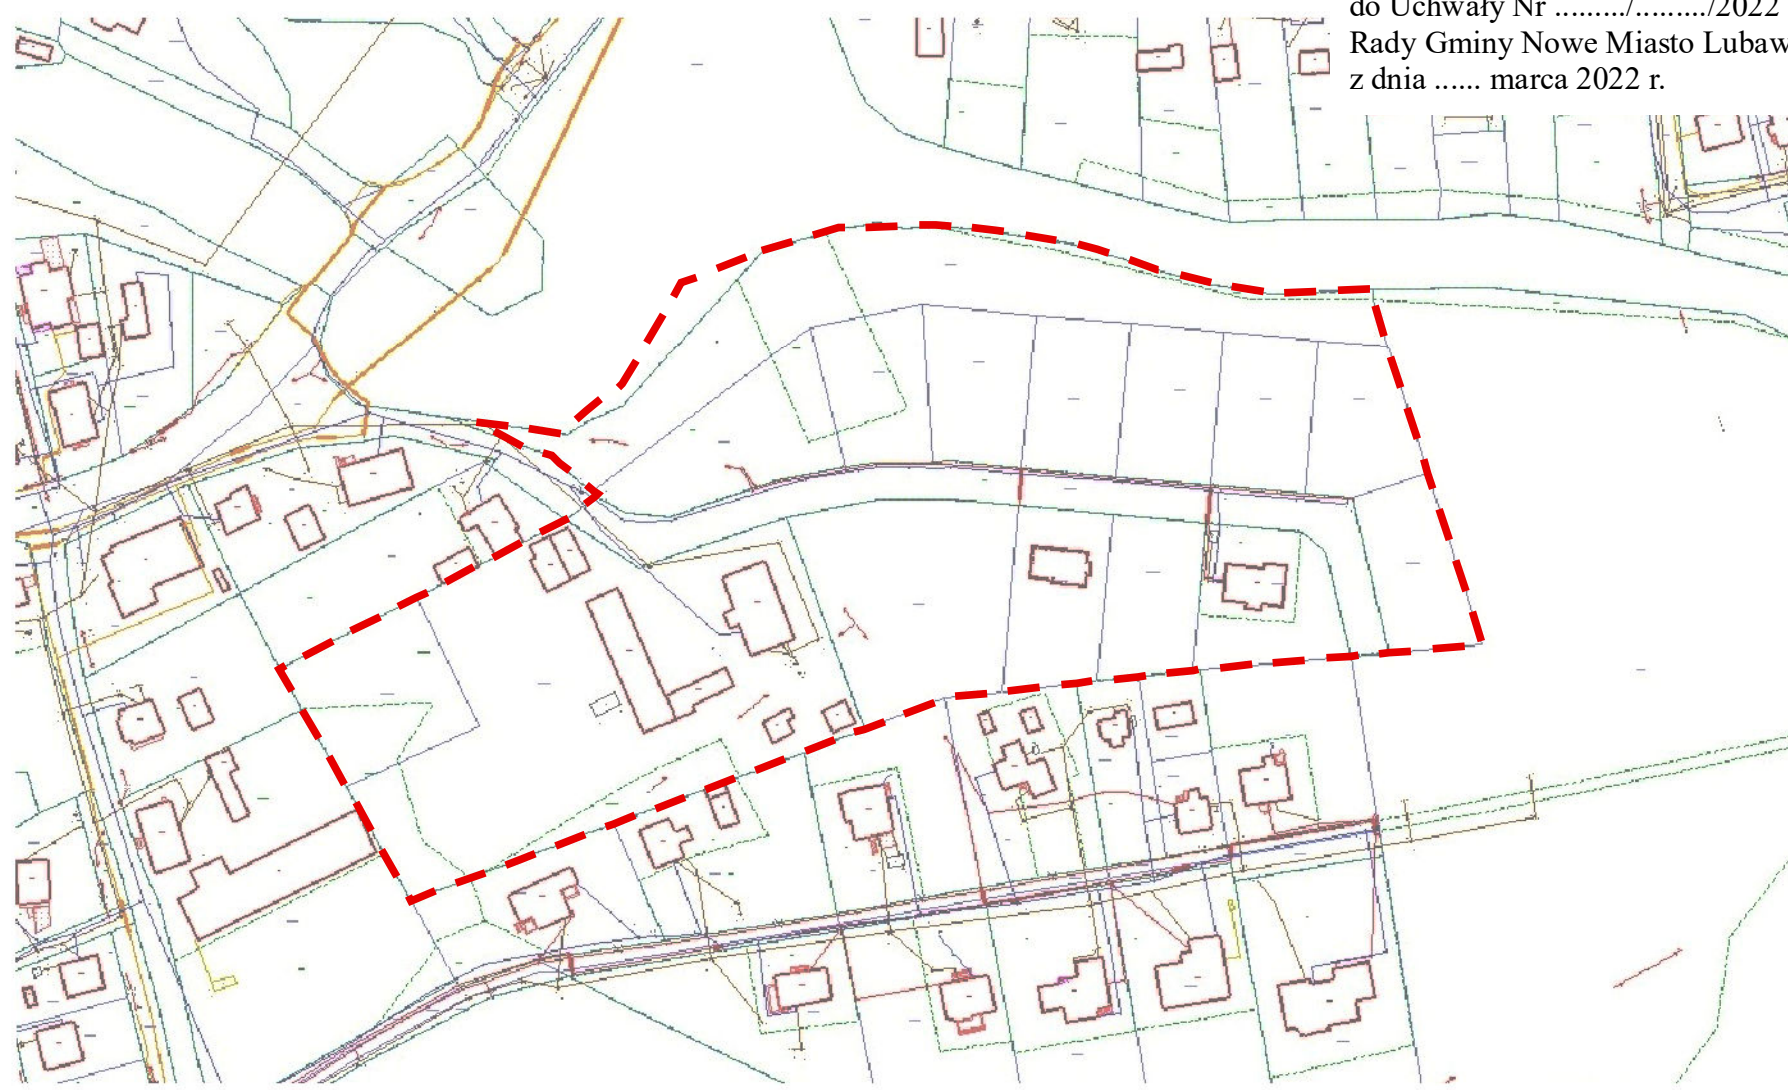 do Uchwały Nr ........./........./2022
Rady Gminy Nowe Miasto Lubaw
z dnia ...... marca 2022 r.